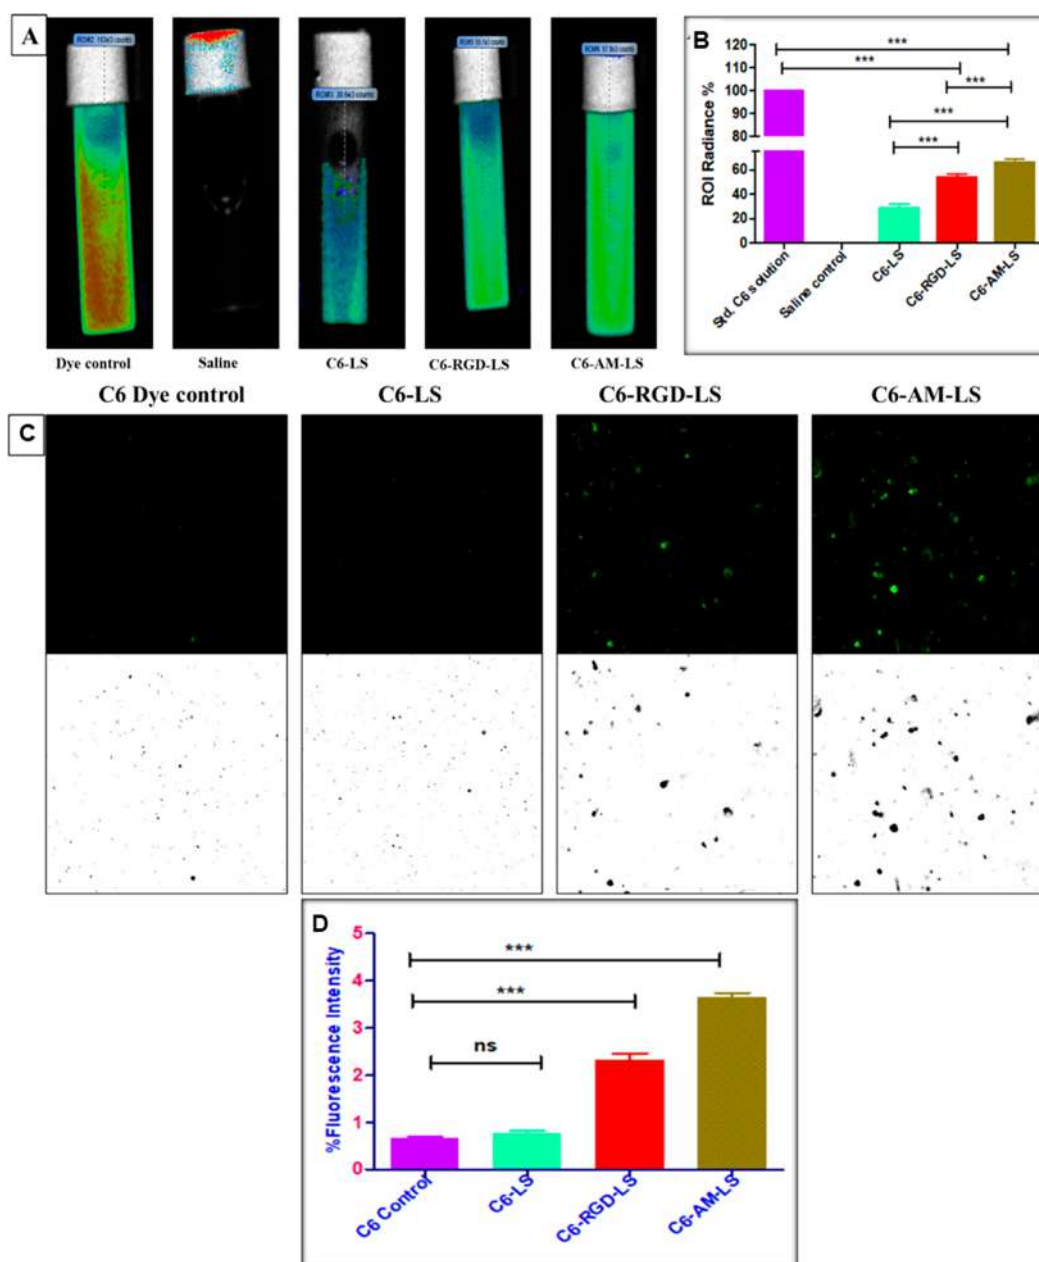 A
Dye control
Saline
C6-LS
C6-RGD-LS
C6-AM-LS
B
ROI Radiance %
120
110
100
90
80
60
40
20
0
***
***
***
***
***
Std. C6 solution
Saline control
C6-LS
C6-RGD-LS
C6-AM-LS
C6 Dye control
C6-LS
C6-RGD-LS
C6-AM-LS
C
D
%Fluorescence Intensity
5
4
3
2
1
0
***
***
ns
C6 Control
C6-LS
C6-RGD-LS
C6-AM-LS